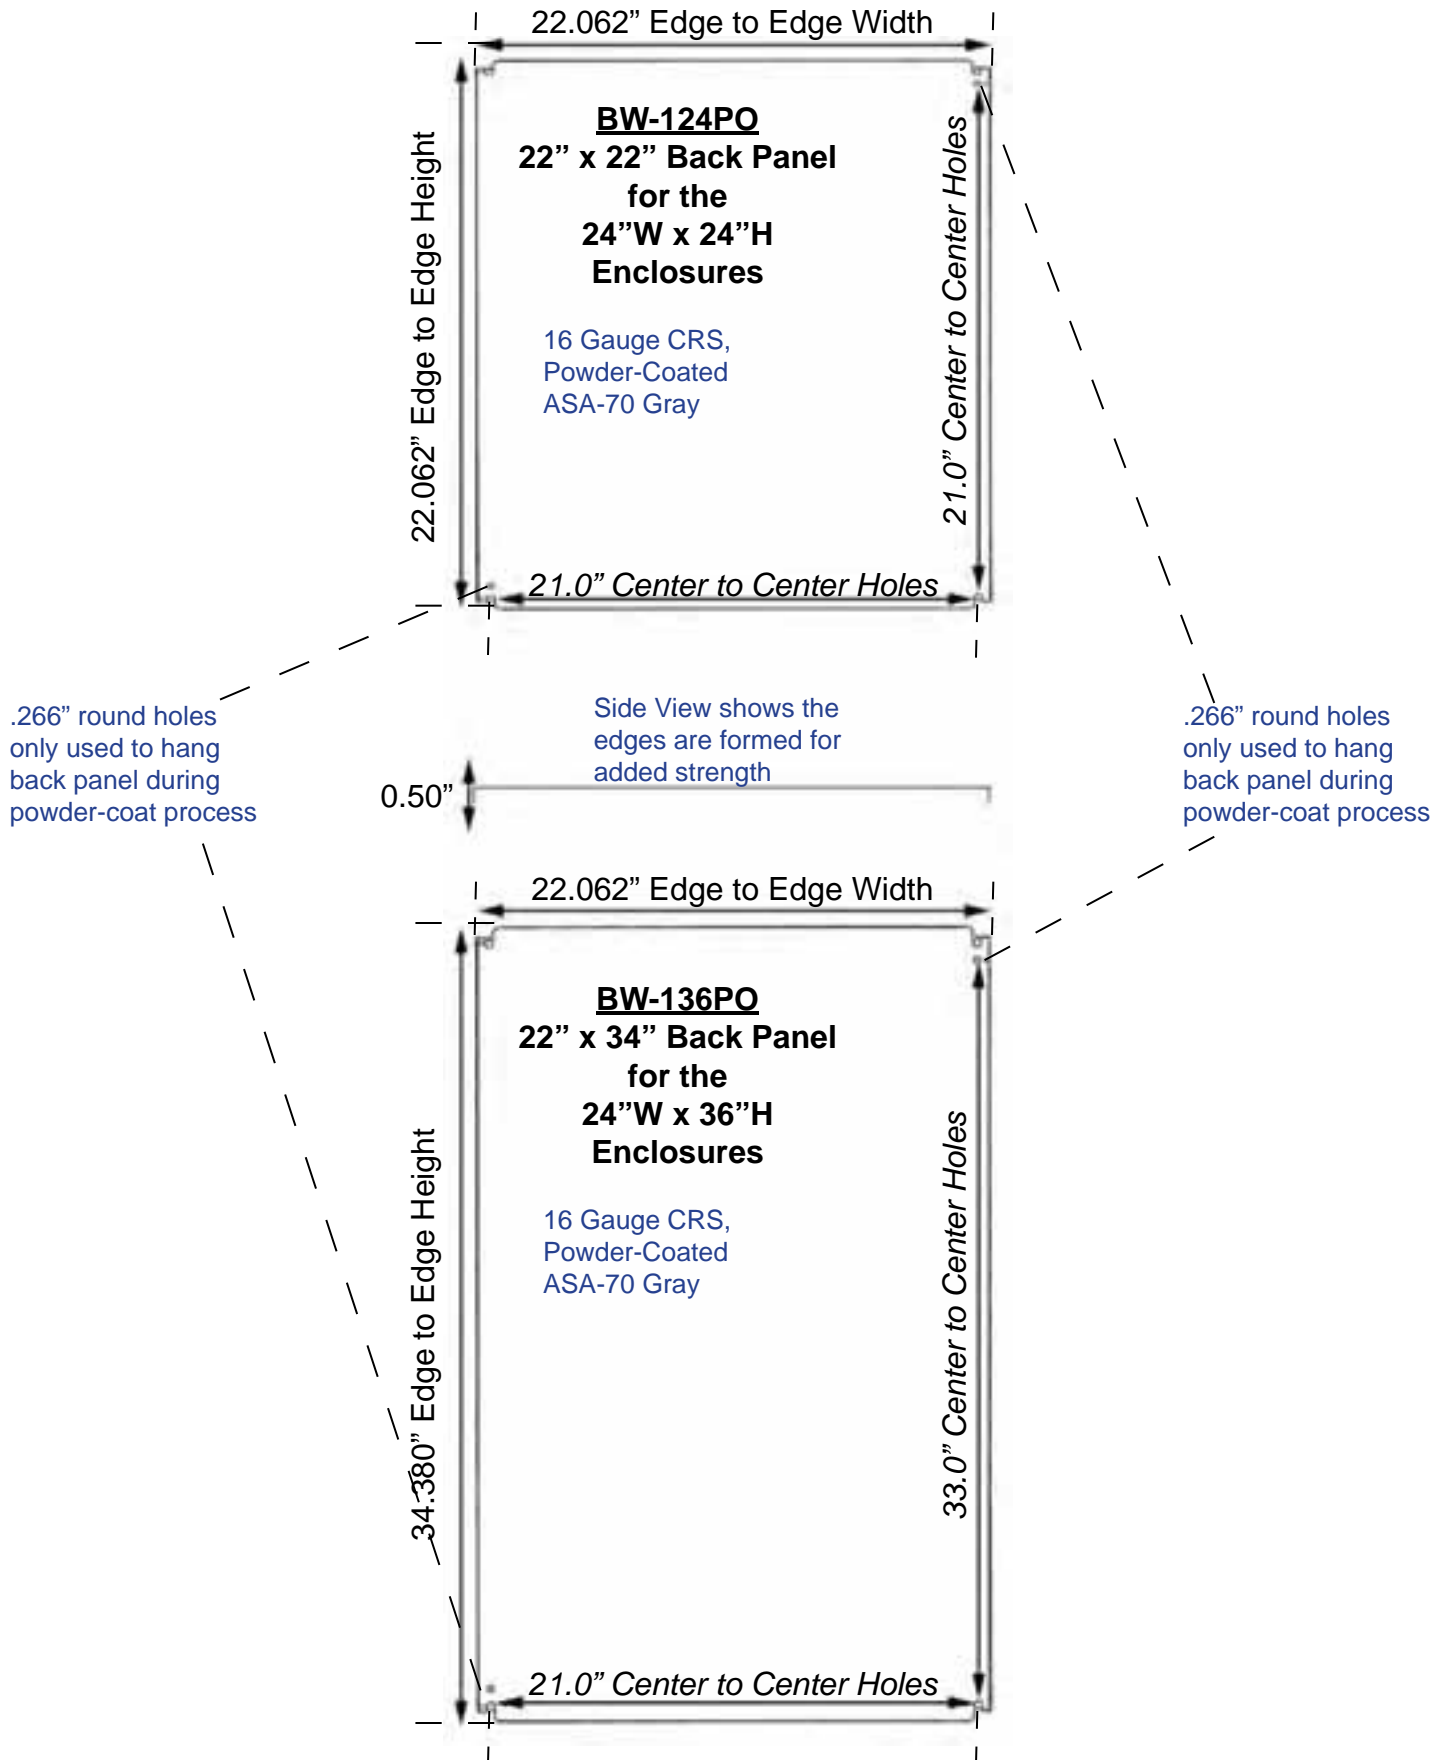 22.062” Edge to Edge Width
22.062” Edge to Edge Height
BW-124PO
22” x 22” Back Panel
for the
24”W x 24”H
Enclosures
16 Gauge CRS,
Powder-Coated
ASA-70 Gray
21.0” Center to Center Holes
21.0” Center to Center Holes
.266” round holes
only used to hang
back panel during
powder-coat process
Side View shows the
edges are formed for
added strength
0.50”
.266” round holes
only used to hang
back panel during
powder-coat process
22.062” Edge to Edge Width
34.380” Edge to Edge Height
BW-136PO
22” x 34” Back Panel
for the
24”W x 36”H
Enclosures
16 Gauge CRS,
Powder-Coated
ASA-70 Gray
33.0” Center to Center Holes
21.0” Center to Center Holes